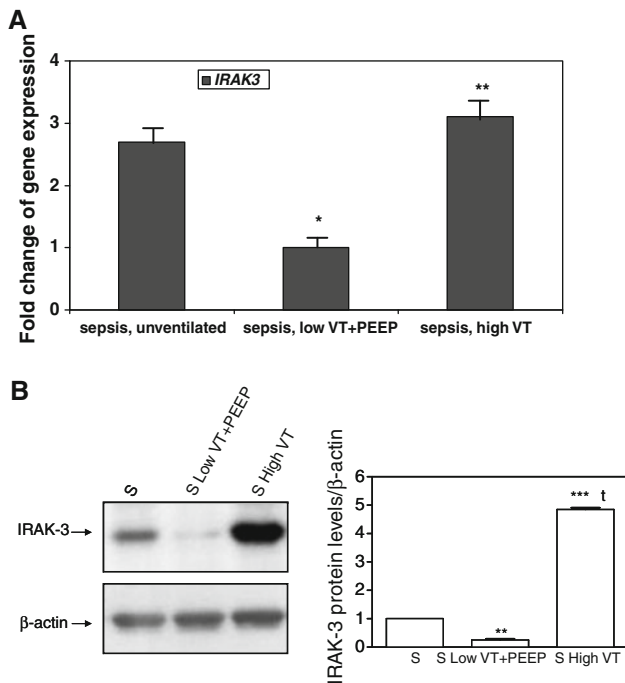 A
Fold change of gene expression
4
3
2
1
0
IRAK3
*
**
sepsis, unventilated
sepsis, low VT+PEEP
sepsis, high VT
B
S
S Low VT+PEEP
S High VT
IRAK-3
β-actin
IRAK-3 protein levels/β-actin
6
5
4
3
2
1
0
**
*** t
S
S Low VT+PEEP
S High VT